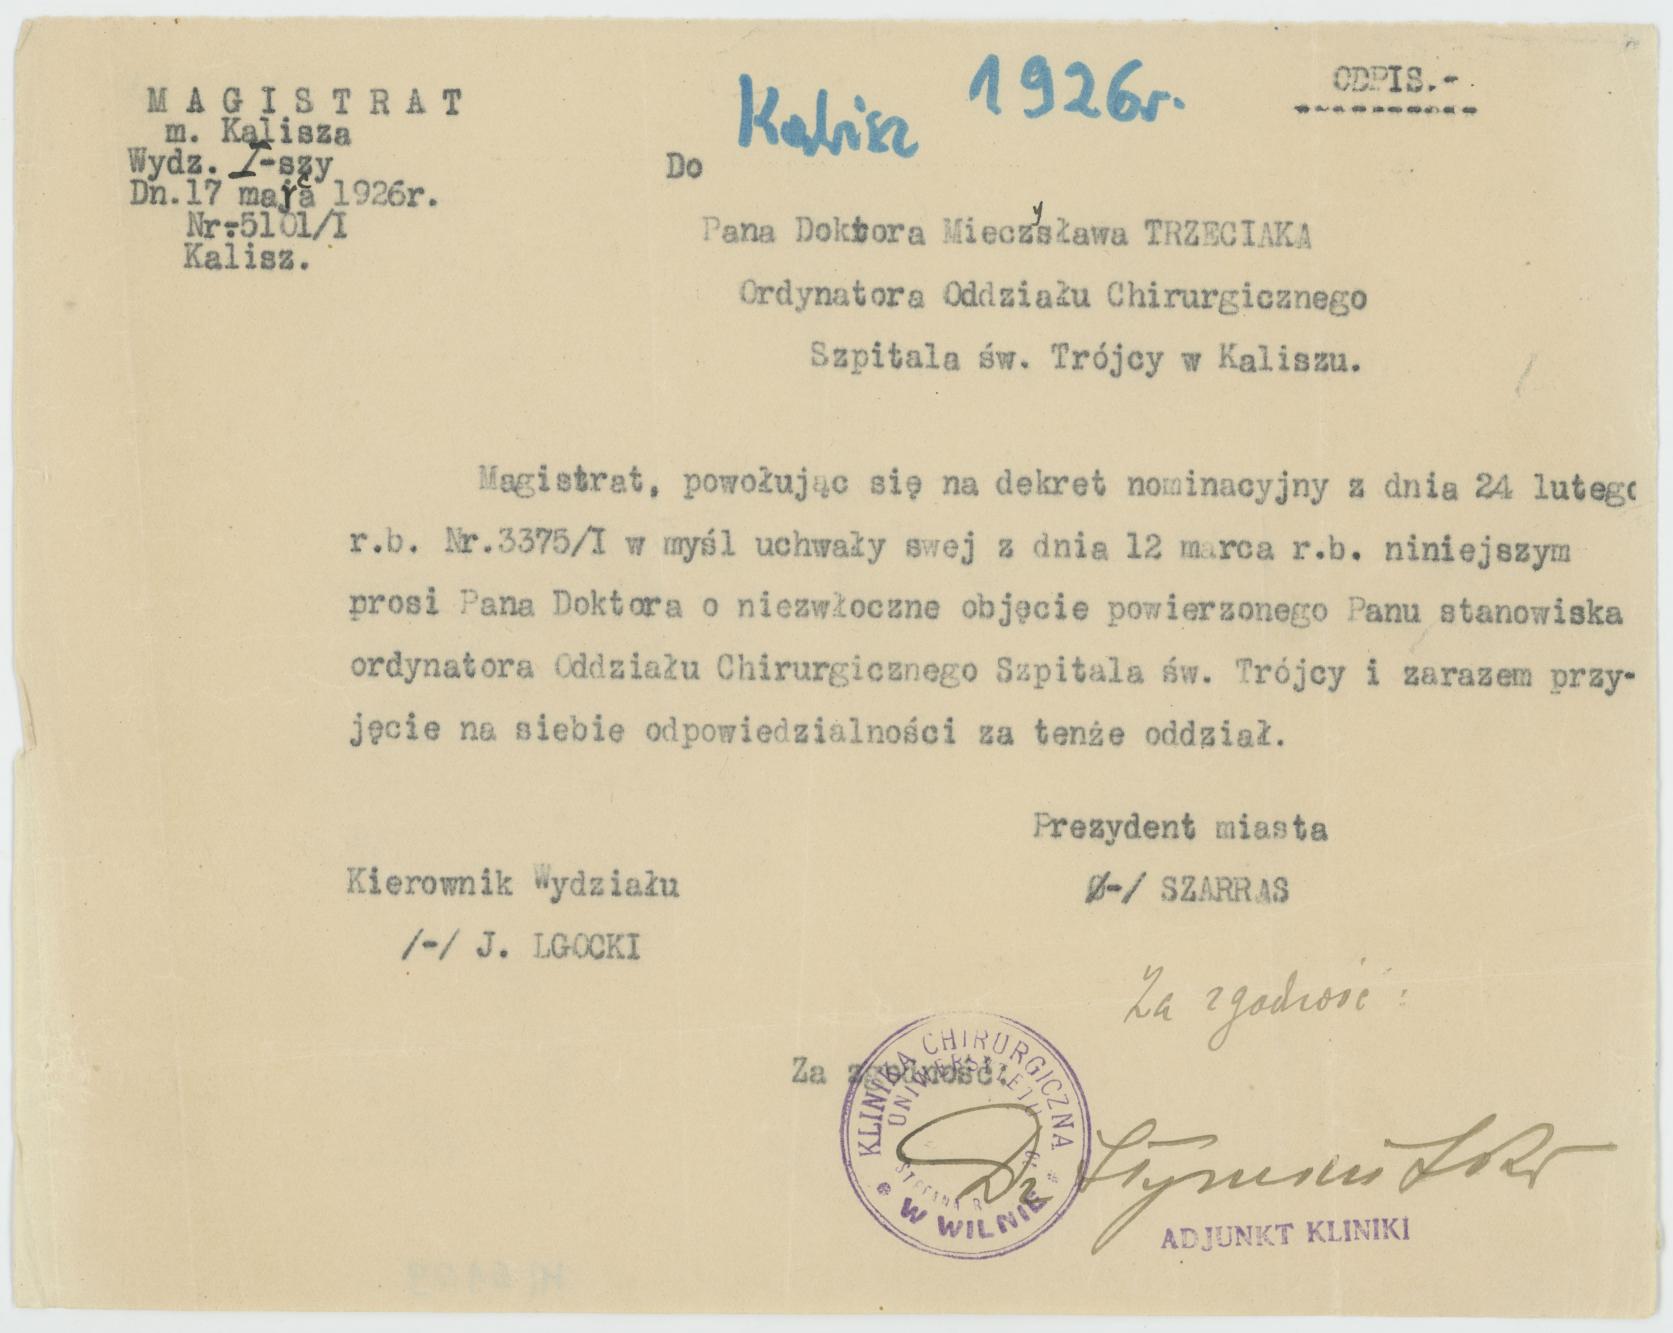 MAGISTRAT
m. Kalisza
Wydz. I-szy
Dn.17 maja 1926r.
Nr.5101/I
Kalisz.
Kalisz 1926r.
ODPIS.-
Do
Pana Doktora Mieczysława TRZECIAKA
Ordynatora Oddziału Chirurgicznego
Szpitala św. Trójcy w Kaliszu.
Magistrat, powołując się na dekret nominacyjny z dnia 24 lutego
r.b. Nr.3375/I w myśl uchwały swej z dnia 12 marca r.b. niniejszym
prosi Pana Doktora o niezwłoczne objęcie powierzonego Panu stanowiska
ordynatora Oddziału Chirurgicznego Szpitala św. Trójcy i zarazem przy-
jęcie na siebie odpowiedzialności za tenże oddział.
Prezydent miasta
/-/ SZARRAS
Kierownik Wydziału
/-/ J. LGOCKI
Za zgodność:
Za zgodność:
KLINIKA CHIRURGICZNA
UNIWERSYTETU
STEFANA B
W WILNIE
Dr
ADJUNKT KLINIKI